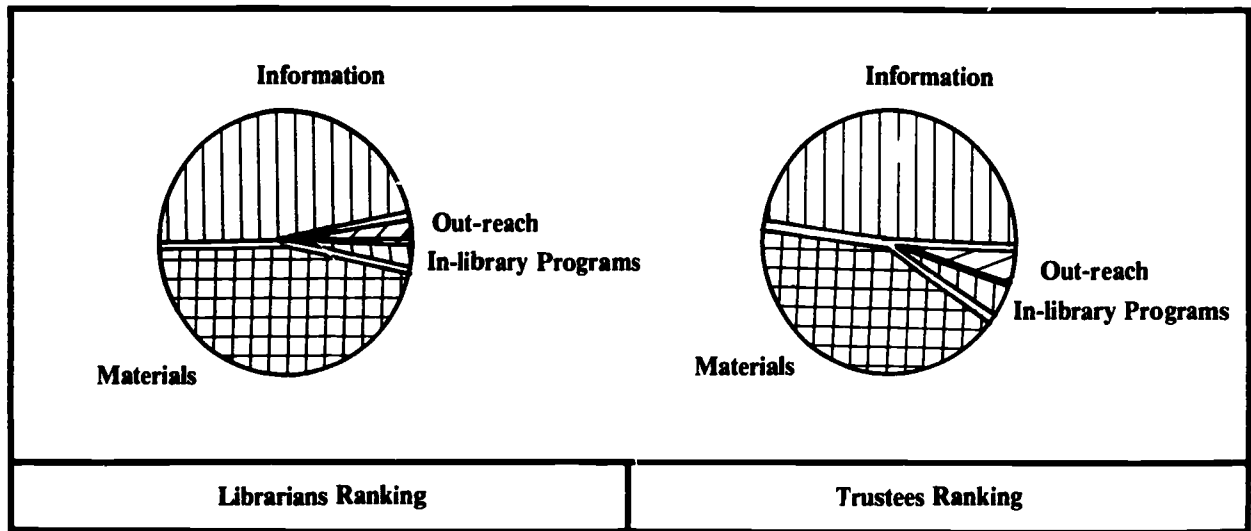 Information
Out-reach
In-library Programs
Materials
Librarians Ranking
Information
Out-reach
In-library Programs
Materials
Trustees Ranking